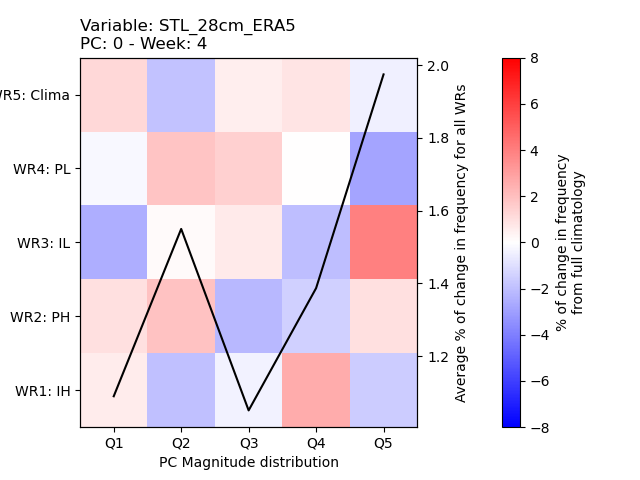 Variable: STL_28cm_ERA5
PC: 0 - Week: 4
WR5: Clima
WR4: PL
WR3: IL
WR2: PH
WR1: IH
Q1 Q2 Q3 Q4 Q5
PC Magnitude distribution
2.0
1.8
1.6
1.4
1.2
Average % of change in frequency for all WRs
8
6
4
2
0
−2
−4
−6
−8
% of change in frequency
from full climatology